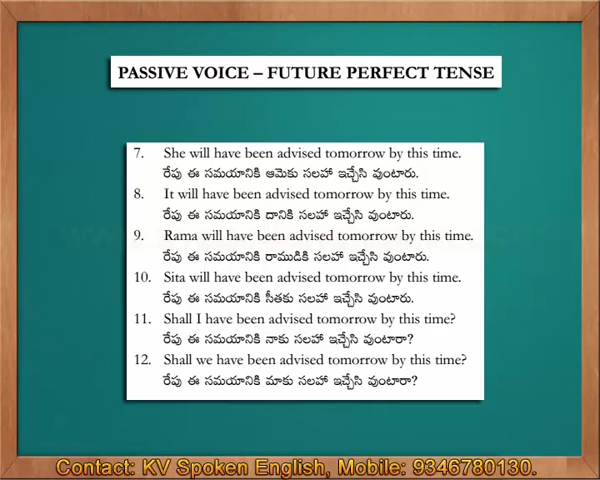 PASSIVE VOICE – FUTURE PERFECT TENSE
7. She will have been advised tomorrow by this time.
రేపు ఈ సమయానికి ఆమెకు సలహా ఇచ్చేసి వుంటారు.
8. It will have been advised tomorrow by this time.
రేపు ఈ సమయానికి దానికి సలహా ఇచ్చేసి వుంటారు.
9. Rama will have been advised tomorrow by this time.
రేపు ఈ సమయానికి రాముడికి సలహా ఇచ్చేసి వుంటారు.
10. Sita will have been advised tomorrow by this time.
రేపు ఈ సమయానికి సీతకు సలహా ఇచ్చేసి వుంటారు.
11. Shall I have been advised tomorrow by this time?
రేపు ఈ సమయానికి నాకు సలహా ఇచ్చేసి వుంటారా?
12. Shall we have been advised tomorrow by this time?
రేపు ఈ సమయానికి మాకు సలహా ఇచ్చేసి వుంటారా?
Contact: KV Spoken English, Mobile: 9346780130.